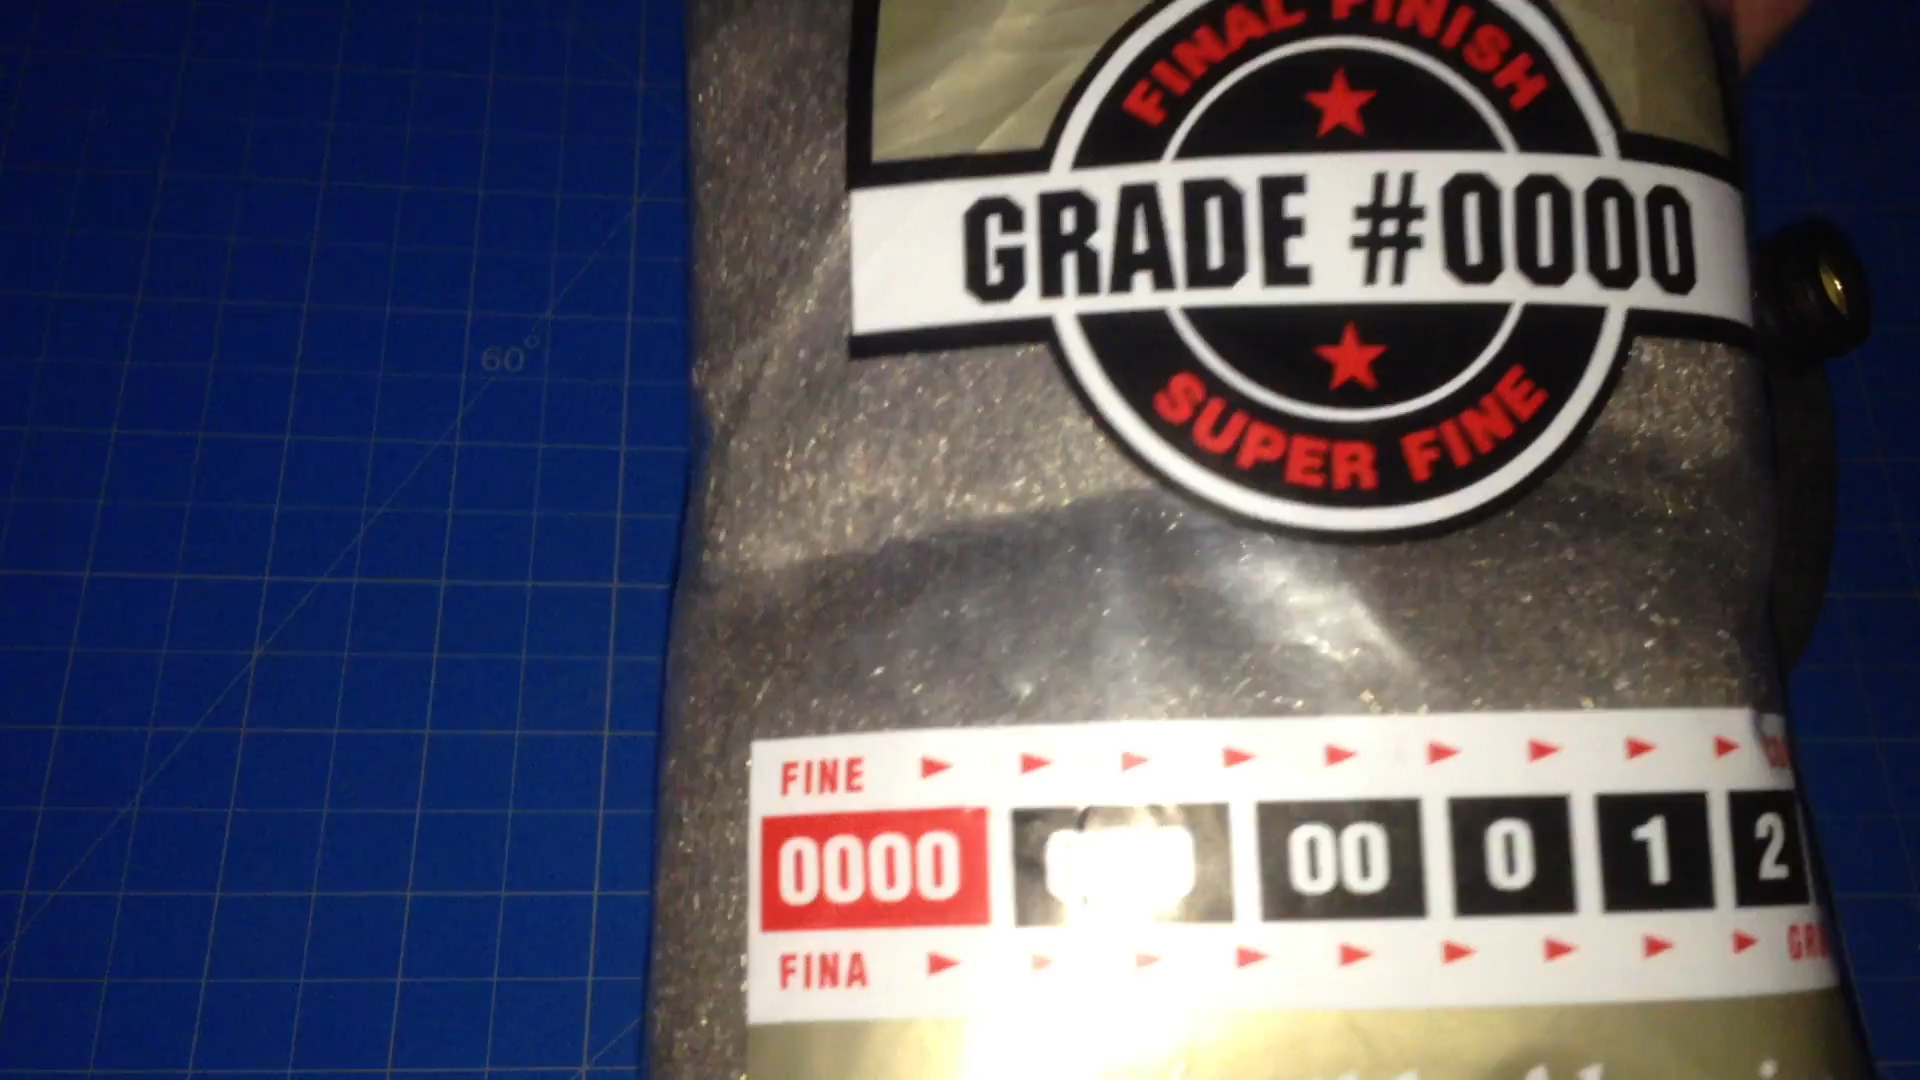 FINAL FINISH
GRADE #0000
SUPER FINE
60°
FINE
0000 00 0 1 2
FINA